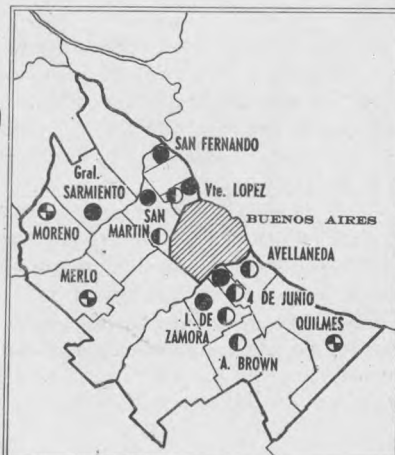 SAN FERNANDO
Gral.
SARMIENTO
Vte. LOPEZ
MORENO
SAN
MARTIN
BUENOS AIRES
AVELLANEDA
MERLO
4 DE JUNIO
L. DE
ZAMORA
QUILMES
A. BROWN